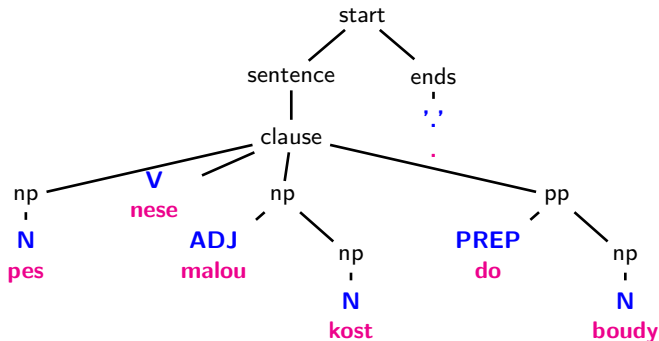 start
sentence ends
clause '.'
.
np V np pp
nese
N ADJ np PREP np
pes malou do
N N
kost boudy